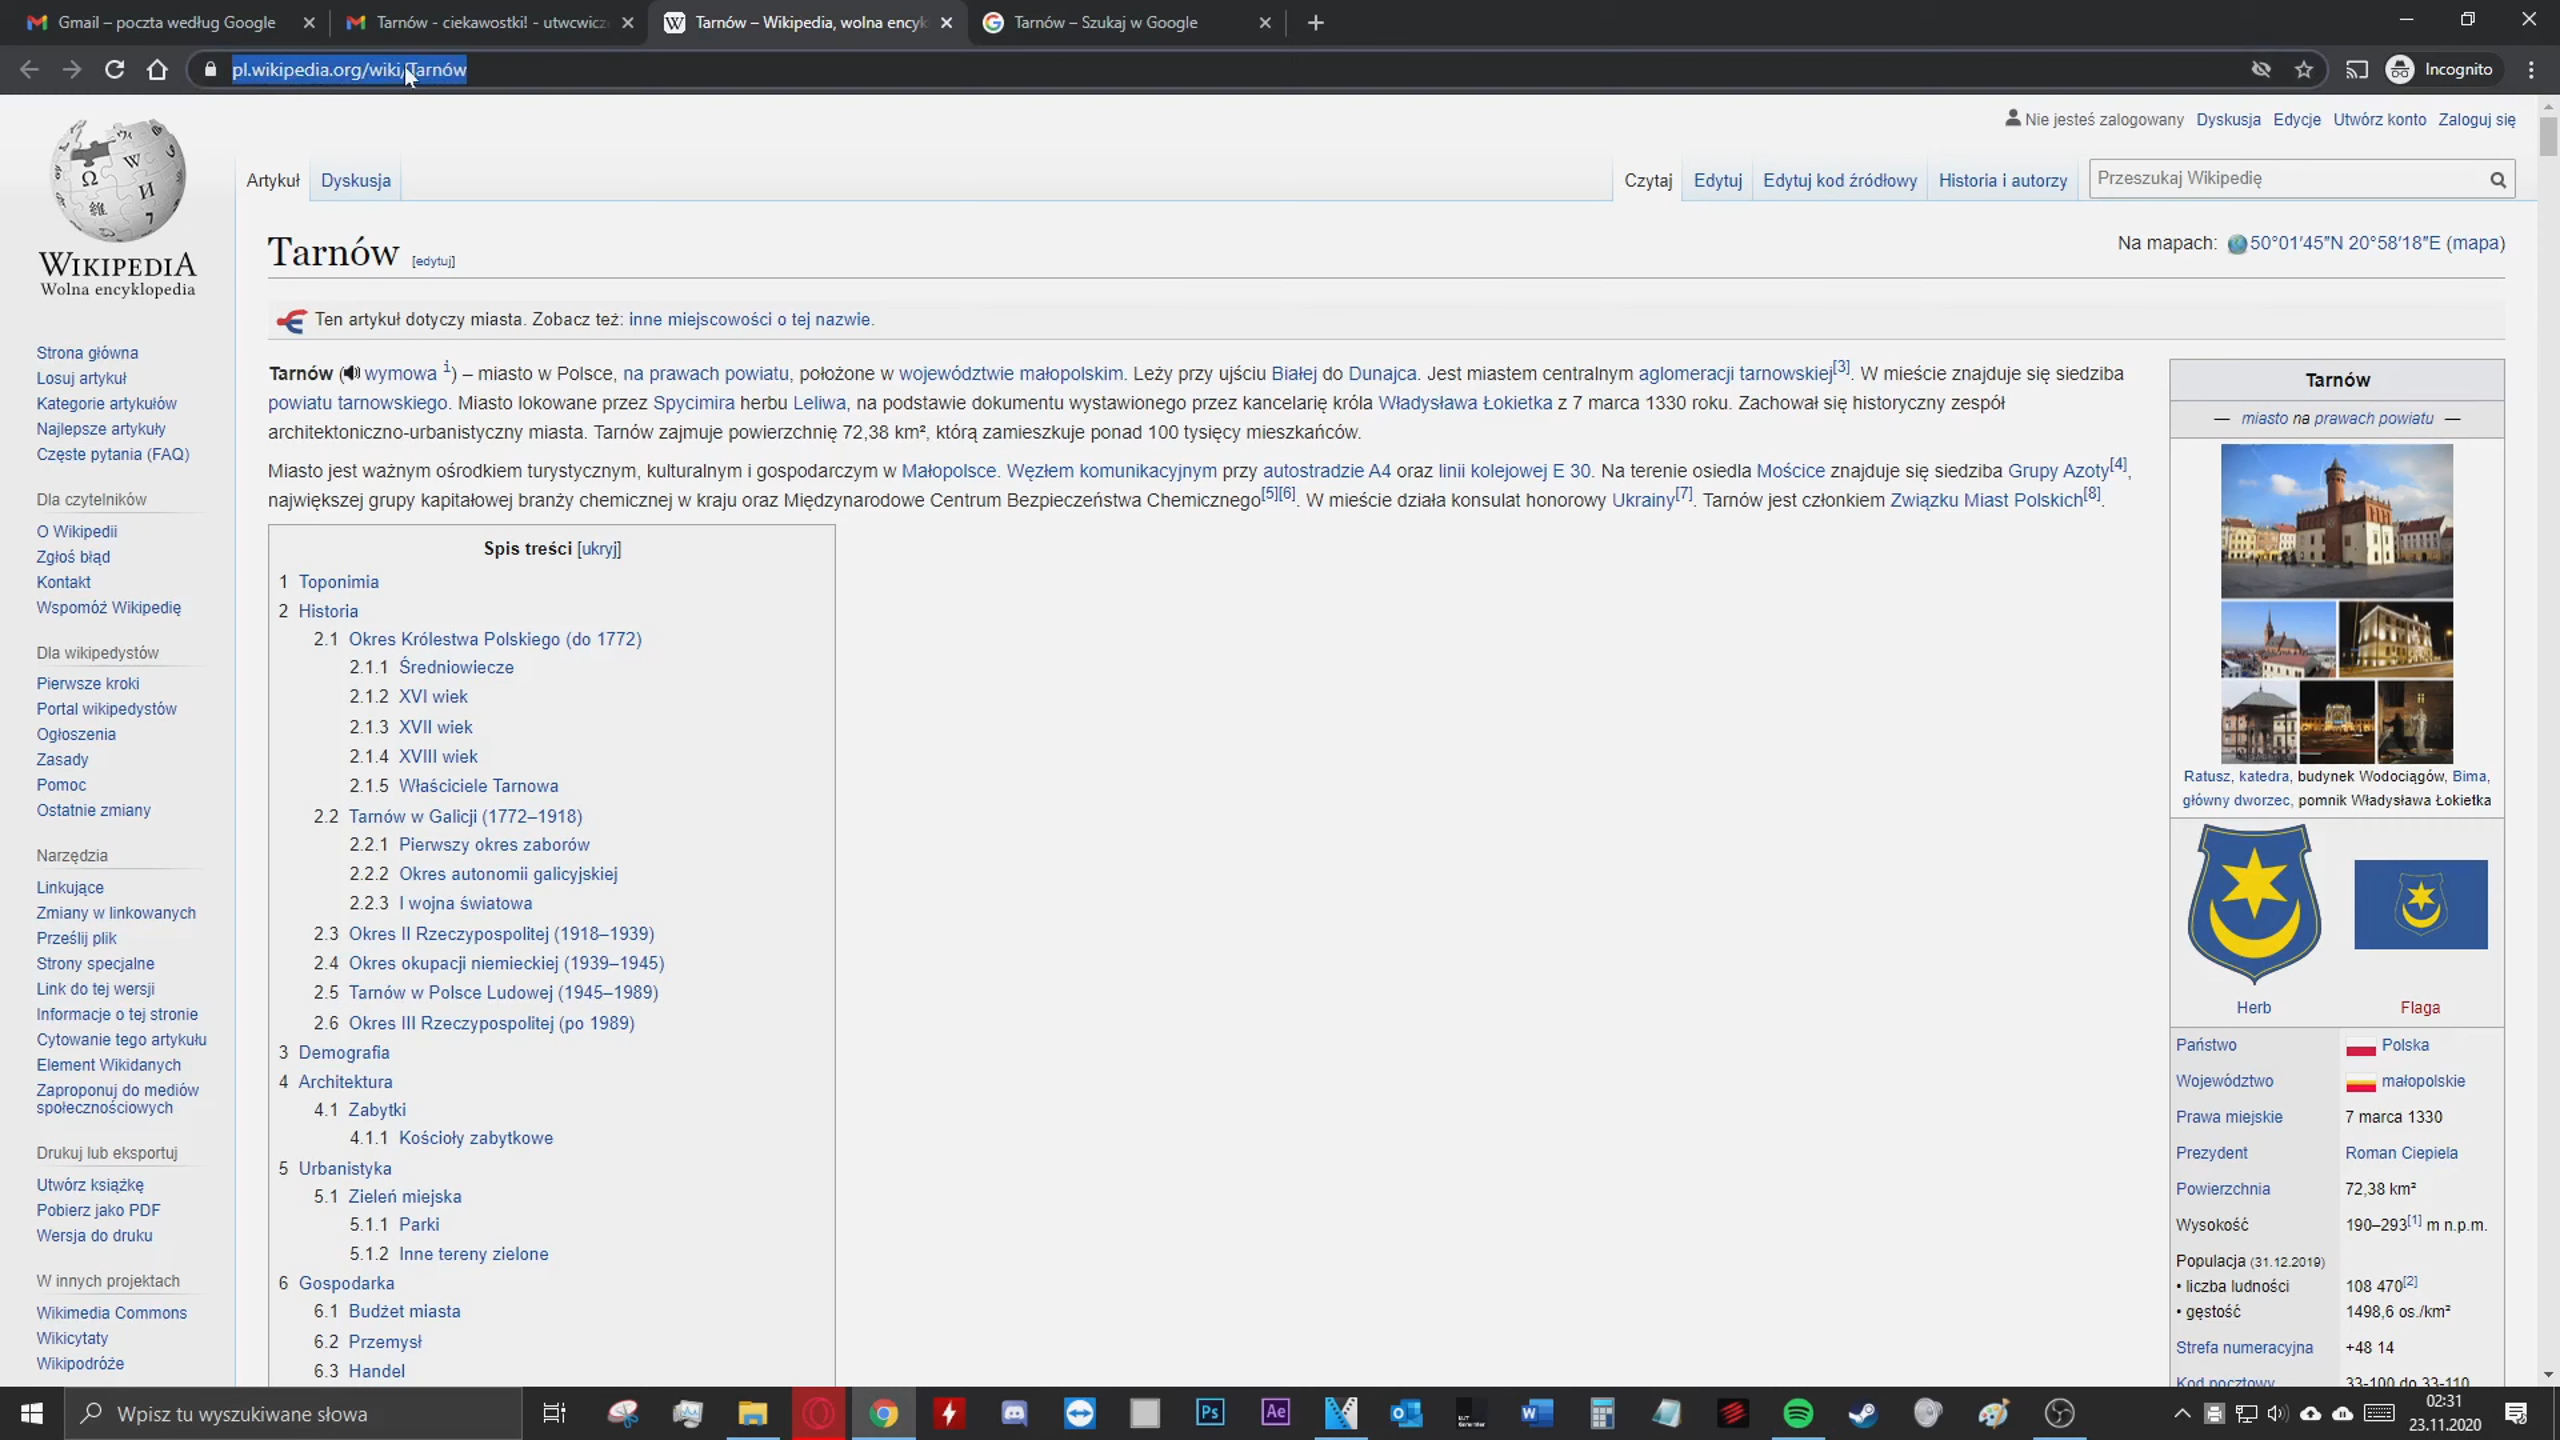 Gmail – poczta według Google
Tarnów - ciekawostki! - utwcwicz
Tarnów – Wikipedia, wolna encyk
Tarnów – Szukaj w Google
pl.wikipedia.org/wiki/Tarnów
Incognito
Nie jesteś zalogowany Dyskusja Edycje Utwórz konto Zaloguj się
Artykuł Dyskusja
Czytaj Edytuj Edytuj kod źródłowy Historia i autorzy
Przeszukaj Wikipedię
WIKIPEDIA
Wolna encyklopedia
Strona główna
Losuj artykuł
Kategorie artykułów
Najlepsze artykuły
Częste pytania (FAQ)
Dla czytelników
O Wikipedii
Zgłoś błąd
Kontakt
Wspomóż Wikipedię
Dla wikipedystów
Pierwsze kroki
Portal wikipedystów
Ogłoszenia
Zasady
Pomoc
Ostatnie zmiany
Narzędzia
Linkujące
Zmiany w linkowanych
Prześlij plik
Strony specjalne
Link do tej wersji
Informacje o tej stronie
Cytowanie tego artykułu
Element Wikidanych
Zaproponuj do mediów
społecznościowych
Drukuj lub eksportuj
Utwórz książkę
Pobierz jako PDF
Wersja do druku
W innych projektach
Wikimedia Commons
Wikicytaty
Wikipodróże
Tarnów [edytuj]
Na mapach: 50°01′45″N 20°58′18″E (mapa)
Ten artykuł dotyczy miasta. Zobacz też: inne miejscowości o tej nazwie.
Tarnów (wymowa i) – miasto w Polsce, na prawach powiatu, położone w województwie małopolskim. Leży przy ujściu Białej do Dunajca. Jest miastem centralnym aglomeracji tarnowskiej[3]. W mieście znajduje się siedziba
powiatu tarnowskiego. Miasto lokowane przez Spycimira herbu Leliwa, na podstawie dokumentu wystawionego przez kancelarię króla Władysława Łokietka z 7 marca 1330 roku. Zachował się historyczny zespół
architektoniczno-urbanistyczny miasta. Tarnów zajmuje powierzchnię 72,38 km², którą zamieszkuje ponad 100 tysięcy mieszkańców.
Miasto jest ważnym ośrodkiem turystycznym, kulturalnym i gospodarczym w Małopolsce. Węzłem komunikacyjnym przy autostradzie A4 oraz linii kolejowej E 30. Na terenie osiedla Mościce znajduje się siedziba Grupy Azoty[4],
największej grupy kapitałowej branży chemicznej w kraju oraz Międzynarodowe Centrum Bezpieczeństwa Chemicznego[5][6]. W mieście działa konsulat honorowy Ukrainy[7]. Tarnów jest członkiem Związku Miast Polskich[8].
Spis treści [ukryj]
1 Toponimia
2 Historia
2.1 Okres Królestwa Polskiego (do 1772)
2.1.1 Średniowiecze
2.1.2 XVI wiek
2.1.3 XVII wiek
2.1.4 XVIII wiek
2.1.5 Właściciele Tarnowa
2.2 Tarnów w Galicji (1772–1918)
2.2.1 Pierwszy okres zaborów
2.2.2 Okres autonomii galicyjskiej
2.2.3 I wojna światowa
2.3 Okres II Rzeczypospolitej (1918–1939)
2.4 Okres okupacji niemieckiej (1939–1945)
2.5 Tarnów w Polsce Ludowej (1945–1989)
2.6 Okres III Rzeczypospolitej (po 1989)
3 Demografia
4 Architektura
4.1 Zabytki
4.1.1 Kościoły zabytkowe
5 Urbanistyka
5.1 Zieleń miejska
5.1.1 Parki
5.1.2 Inne tereny zielone
6 Gospodarka
6.1 Budżet miasta
6.2 Przemysł
6.3 Handel
Tarnów
— miasto na prawach powiatu —
Ratusz, katedra, budynek Wodociągów, Bima,
główny dworzec, pomnik Władysława Łokietka
Herb Flaga
Państwo Polska
Województwo małopolskie
Prawa miejskie 7 marca 1330
Prezydent Roman Ciepiela
Powierzchnia 72,38 km²
Wysokość 190–293[1] m n.p.m.
Populacja (31.12.2019)
• liczba ludności 108 470[2]
• gęstość 1498,6 os./km²
Strefa numeracyjna +48 14
Kod pocztowy 33-100 do 33-110
Wpisz tu wyszukiwane słowa
Ps
Ae
02:31
23.11.2020